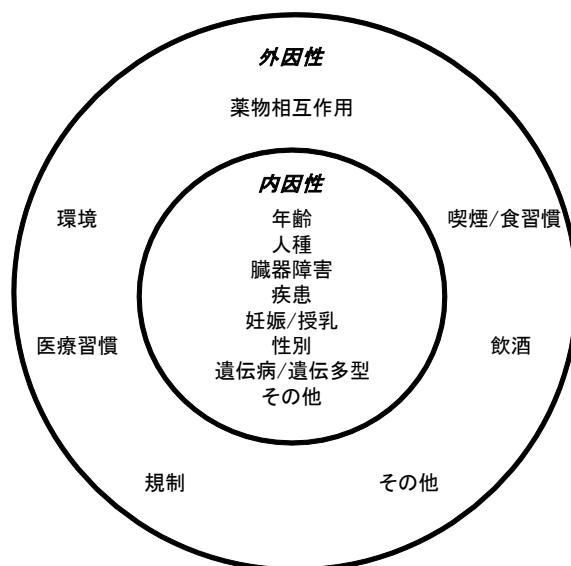 外因性
薬物相互作用
内因性
年齢
人種
臓器障害
疾患
妊娠/授乳
性別
遺伝病/遺伝多型
その他
環境
喫煙/食習慣
医療習慣
飲酒
規制
その他